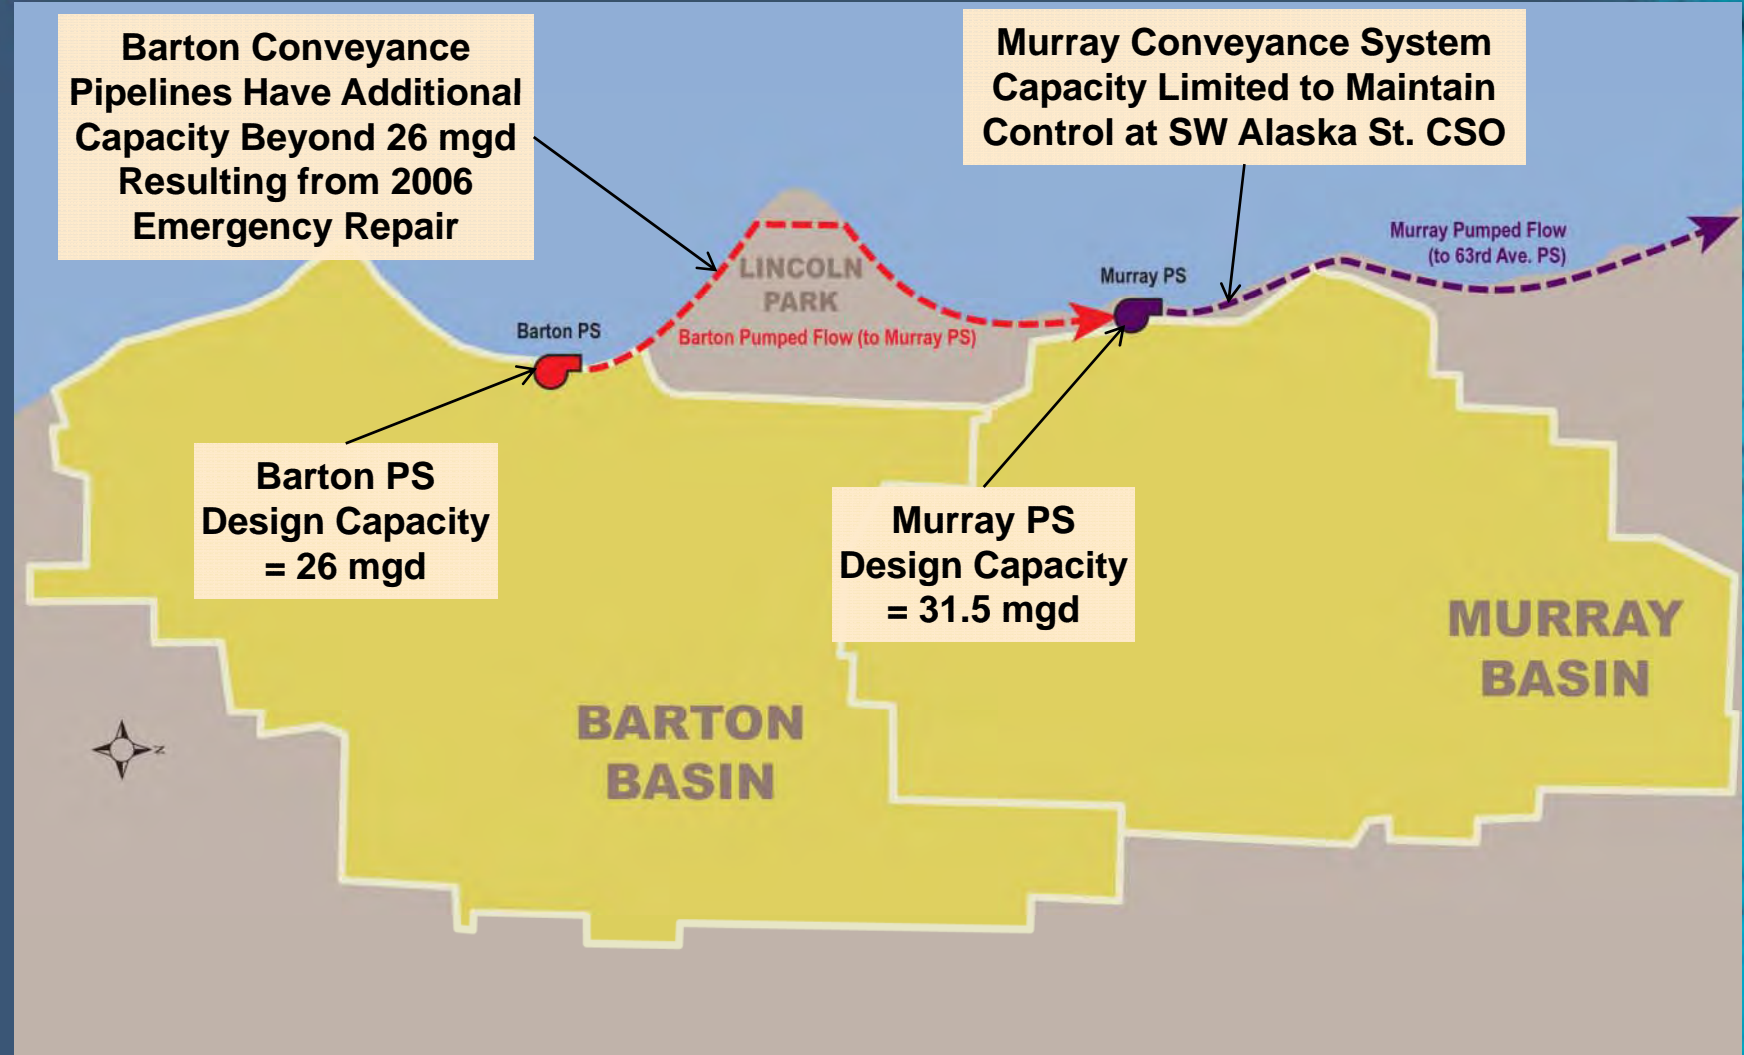 Barton Conveyance
Pipelines Have Additional
Capacity Beyond 26 mgd
Resulting from 2006
Emergency Repair
Murray Conveyance System
Capacity Limited to Maintain
Control at SW Alaska St. CSO
Murray Pumped Flow
(to 63rd Ave. PS)
LINCOLN
PARK
Murray PS
Barton PS
Barton Pumped Flow (to Murray PS)
Barton PS
Design Capacity
= 26 mgd
Murray PS
Design Capacity
= 31.5 mgd
MURRAY
BASIN
BARTON
BASIN
N